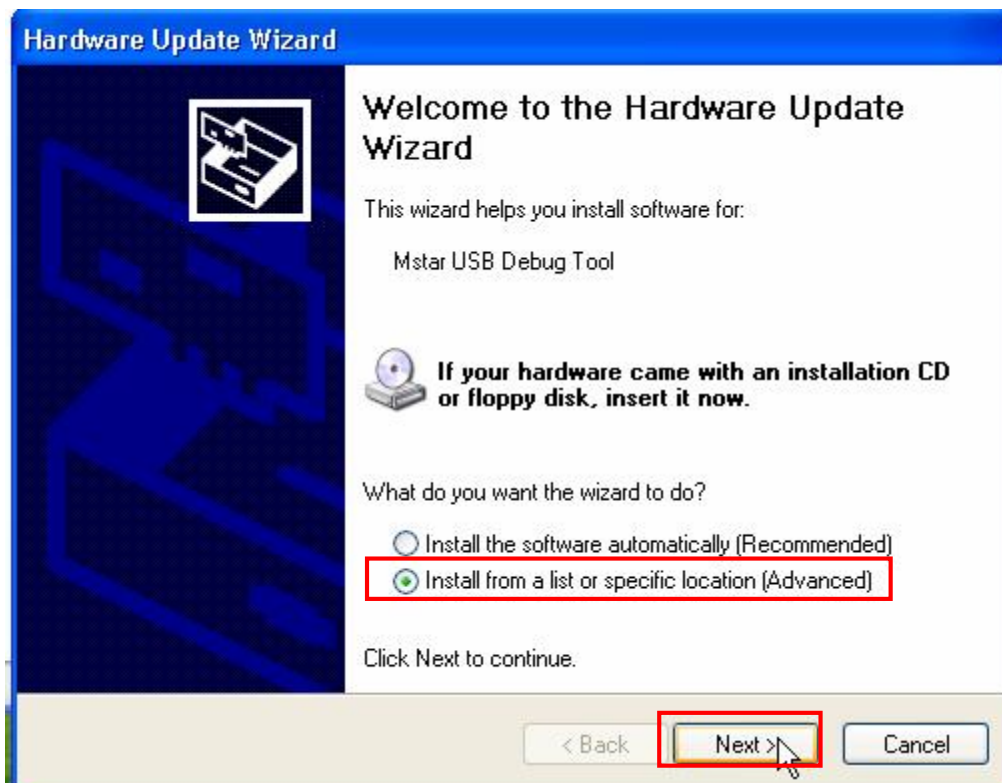 Hardware Update Wizard
Welcome to the Hardware Update
Wizard
This wizard helps you install software for:
Mstar USB Debug Tool
If your hardware came with an installation CD
or floppy disk, insert it now.
What do you want the wizard to do?
Install the software automatically (Recommended)
Install from a list or specific location (Advanced)
Click Next to continue.
< Back Next > Cancel